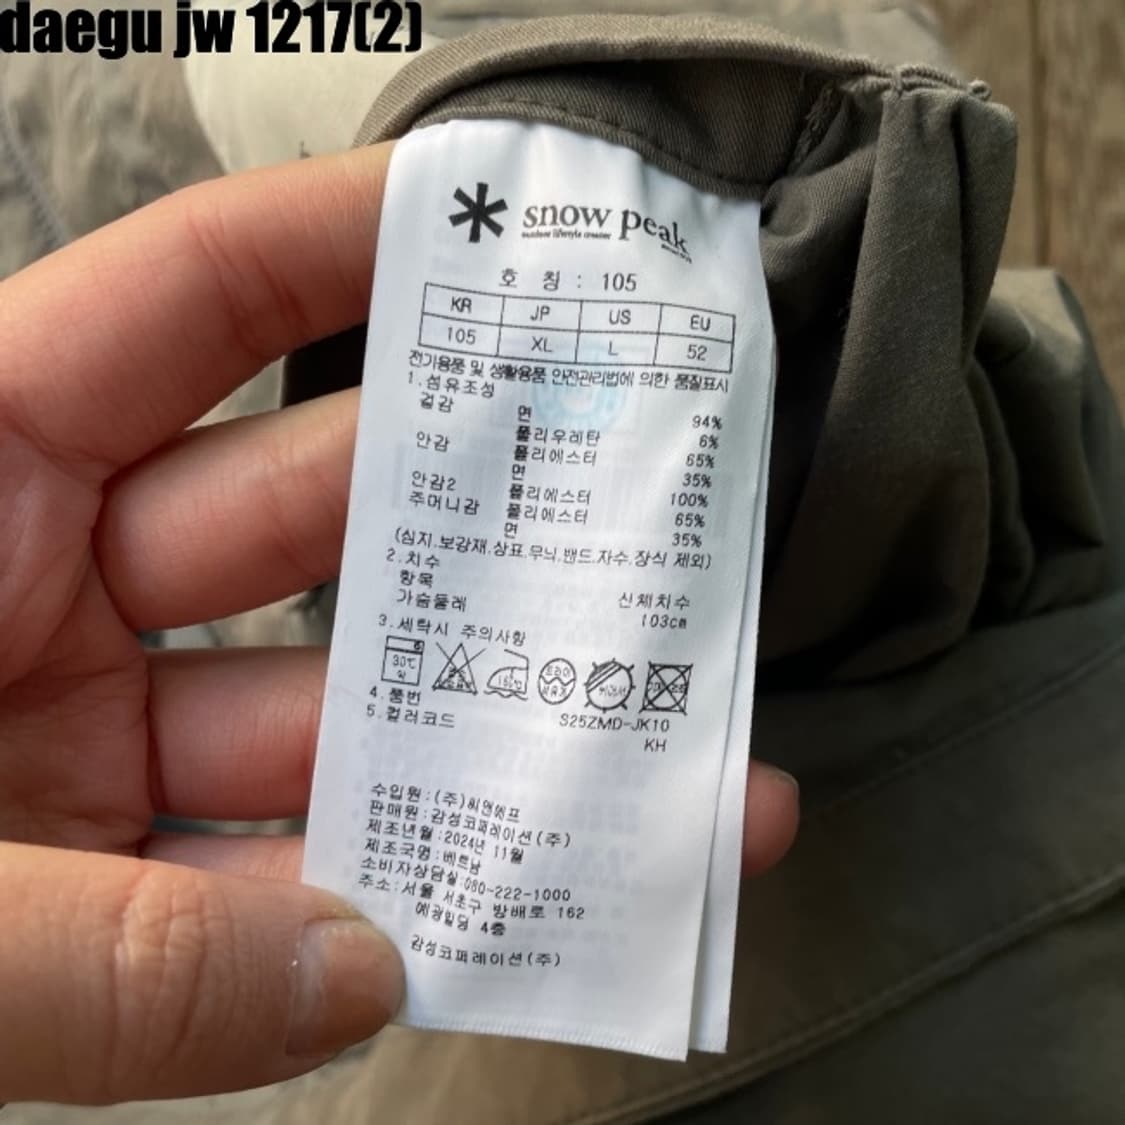 daegu jw 1217(2)
snow peak
outdoor lifestyle creator
호 칭 : 105
KR JP US EU
105 XL L 52
전기용품 및 생활용품 안전관리법에 의한 품질표시
1.섬유조성
겉감 면 94%
폴리우레탄 6%
안감 폴리에스터 65%
면 35%
안감2 폴리에스터 100%
주머니감 폴리에스터 65%
면 35%
(심지.보강재.상표.무늬.밴드.자수.장식 제외)
2.치수
항목 신체치수
가슴둘레 103cm
3.세탁시 주의사항
30℃
4.품번 S25ZMD-JK10
5.컬러코드 KH
수입원:(주)씨앤에프
판매원:감성코퍼레이션(주)
제조년월:2024년 11월
제조국명:베트남
소비자상담실:080-222-1000
주소:서울 서초구 방배로 162
예광빌딩 4층
감성코퍼레이션(주)